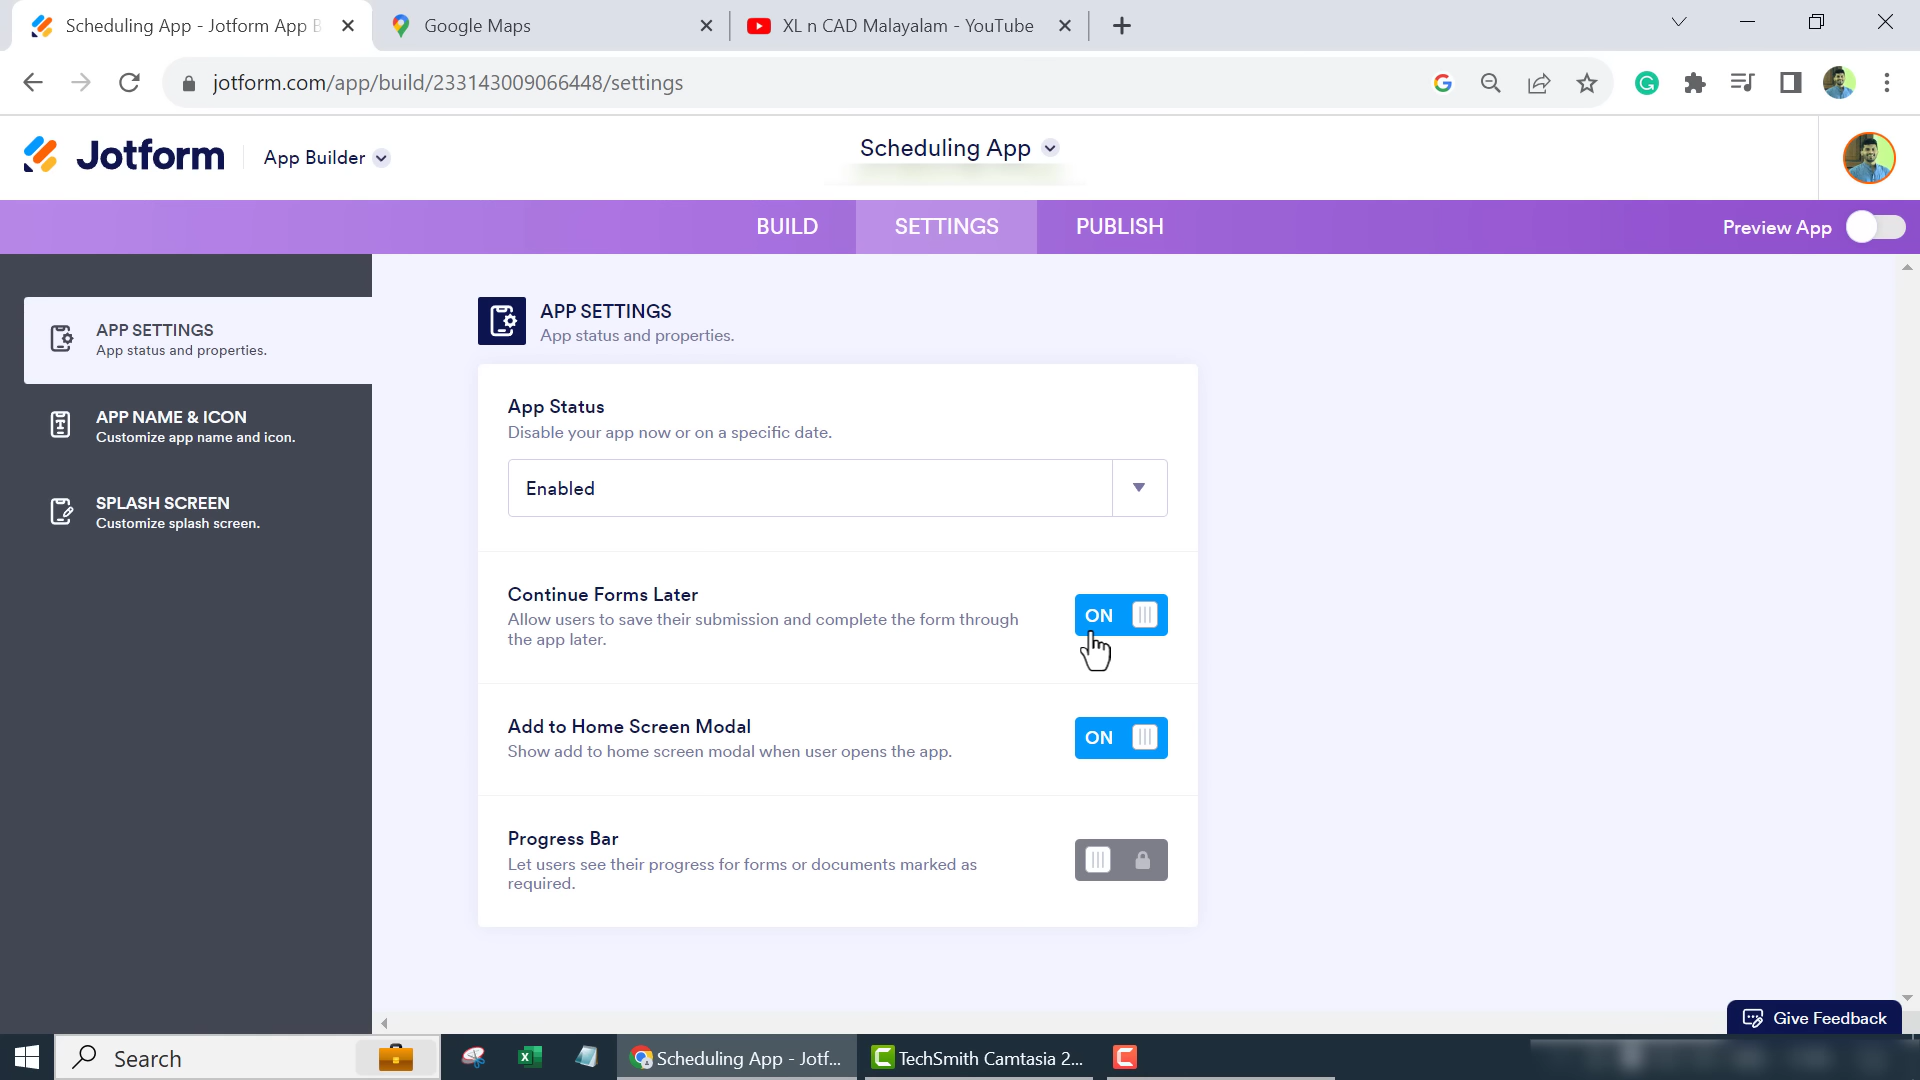 Scheduling App - Jotform App B
Google Maps
XL n CAD Malayalam - YouTube
jotform.com/app/build/233143009066448/settings
Jotform
App Builder
Scheduling App
BUILD
SETTINGS
PUBLISH
Preview App
APP SETTINGS
App status and properties.
APP NAME & ICON
Customize app name and icon.
SPLASH SCREEN
Customize splash screen.
APP SETTINGS
App status and properties.
App Status
Disable your app now or on a specific date.
Enabled
Continue Forms Later
Allow users to save their submission and complete the form through
the app later.
ON
Add to Home Screen Modal
Show add to home screen modal when user opens the app.
ON
Progress Bar
Let users see their progress for forms or documents marked as
required.
Give Feedback
Search
Scheduling App - Jotf...
TechSmith Camtasia 2...